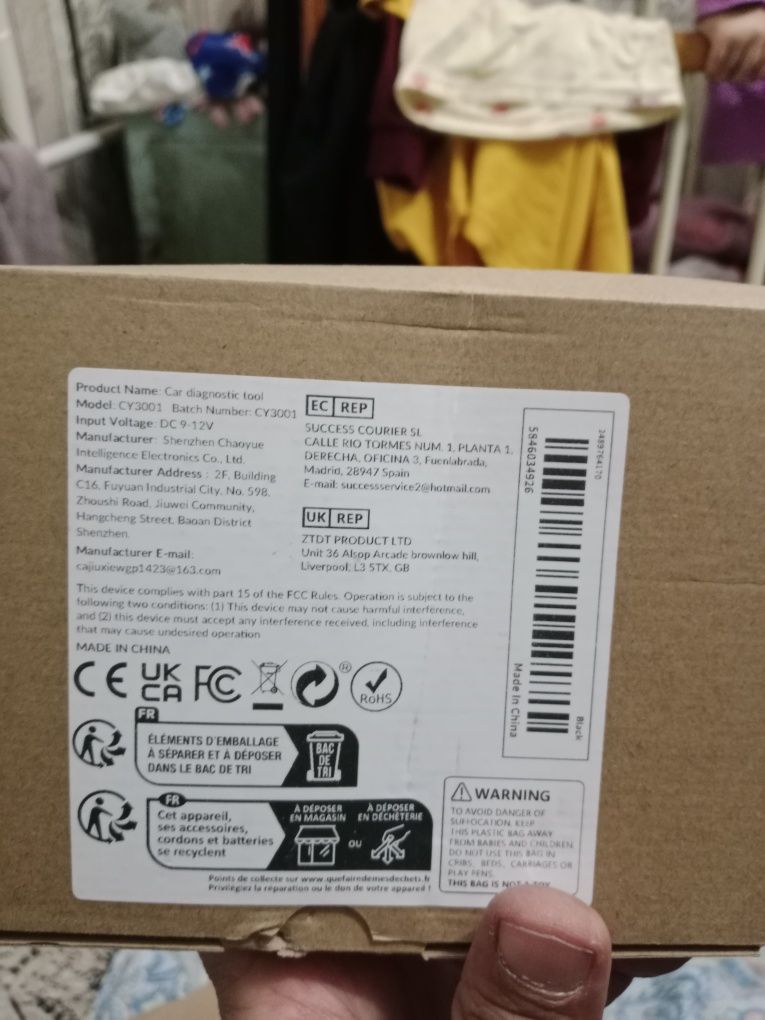 Product Name: Car diagnostic tool
Model: CY3001 Batch Number: CY3001
Input Voltage: DC 9-12V
Manufacturer: Shenzhen Chaoyue
Intelligence Electronics Co., Ltd.
Manufacturer Address : 2F, Building
C16, Fuyuan Industrial City, No. 598,
Zhoushi Road, Jiuwei Community,
Hangcheng Street, Baoan District
Shenzhen.
Manufacturer E-mail:
cajiuxiewgp1423@163.com
EC REP
SUCCESS COURIER SL
CALLE RIO TORMES NUM. 1, PLANTA 1,
DERECHA, OFICINA 3, Fuenlabrada,
Madrid, 28947 Spain
E-mail: successservice2@hotmail.com
UK REP
ZTDT PRODUCT LTD
Unit 36 Alsop Arcade brownlow hill,
Liverpool, L3 5TX, GB
This device complies with part 15 of the FCC Rules. Operation is subject to the
following two conditions: (1) This device may not cause harmful interference,
and (2) this device must accept any interference received, including interference
that may cause undesired operation
MADE IN CHINA
CE UK CA FC ® RoHS
FR
ÉLÉMENTS D'EMBALLAGE
À SÉPARER ET À DÉPOSER
DANS LE BAC DE TRI
BAC
DE
TRI
FR
Cet appareil,
ses accessoires,
cordons et batteries
se recyclent
À DÉPOSER
EN MAGASIN
OU
À DÉPOSER
EN DÉCHÈTERIE
Points de collecte sur www.quefairedemesdechets.fr
Privilégiez la réparation ou le don de votre appareil !
2489764170
5846034926
Made In China
Black
WARNING
TO AVOID DANGER OF
SUFFOCATION, KEEP
THIS PLASTIC BAG AWAY
FROM BABIES AND CHILDREN.
DO NOT USE THIS BAG IN
CRIBS, BEDS, CARRIAGES OR
PLAY PENS.
THIS BAG IS NOT A TOY